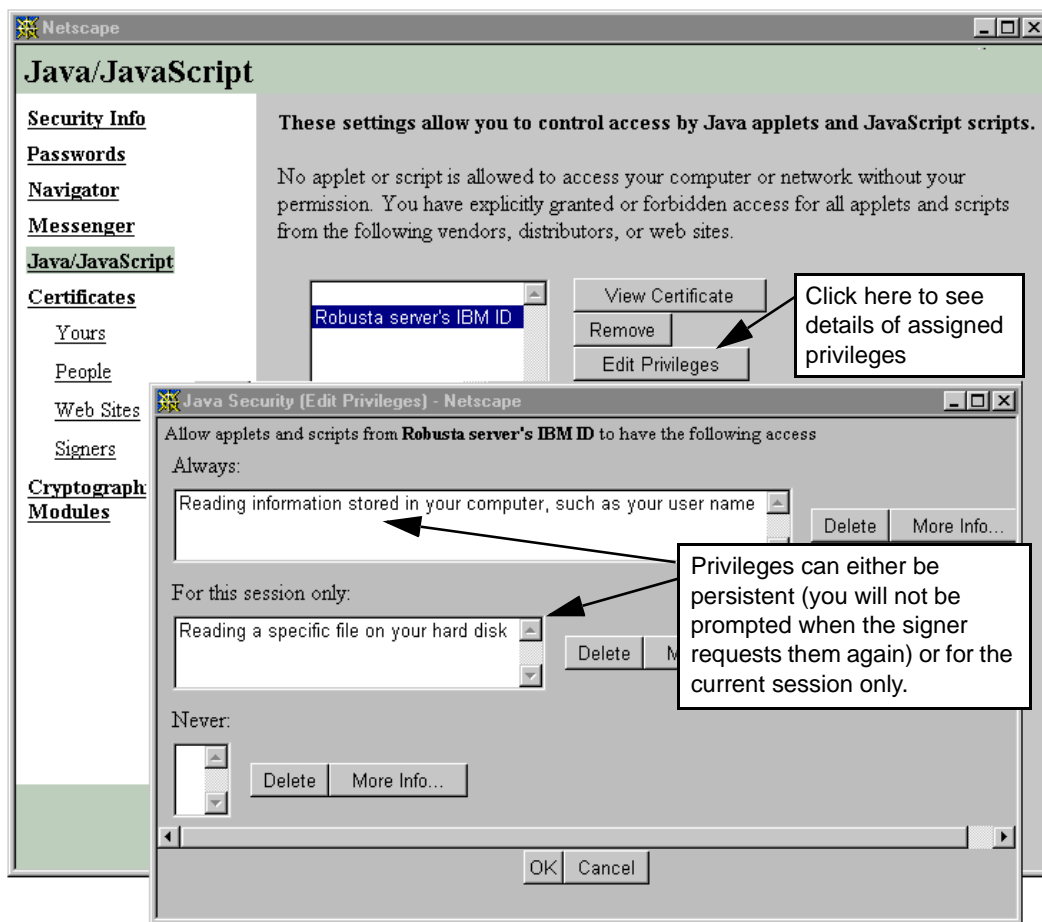 Netscape
Java/JavaScript
Security Info
Passwords
Navigator
Messenger
Java/JavaScript
Certificates
Yours
People
Web Sites
Signers
Cryptograph
Modules
These settings allow you to control access by Java applets and JavaScript scripts.
No applet or script is allowed to access your computer or network without your
permission. You have explicitly granted or forbidden access for all applets and scripts
from the following vendors, distributors, or web sites.
Robusta server's IBM ID
View Certificate
Remove
Edit Privileges
Click here to see
details of assigned
privileges
Java Security (Edit Privileges) - Netscape
Allow applets and scripts from Robusta server's IBM ID to have the following access
Always:
Reading information stored in your computer, such as your user name
Delete More Info...
For this session only:
Reading a specific file on your hard disk
Delete
Privileges can either be
persistent (you will not be
prompted when the signer
requests them again) or for the
current session only.
Never:
Delete More Info...
OK Cancel